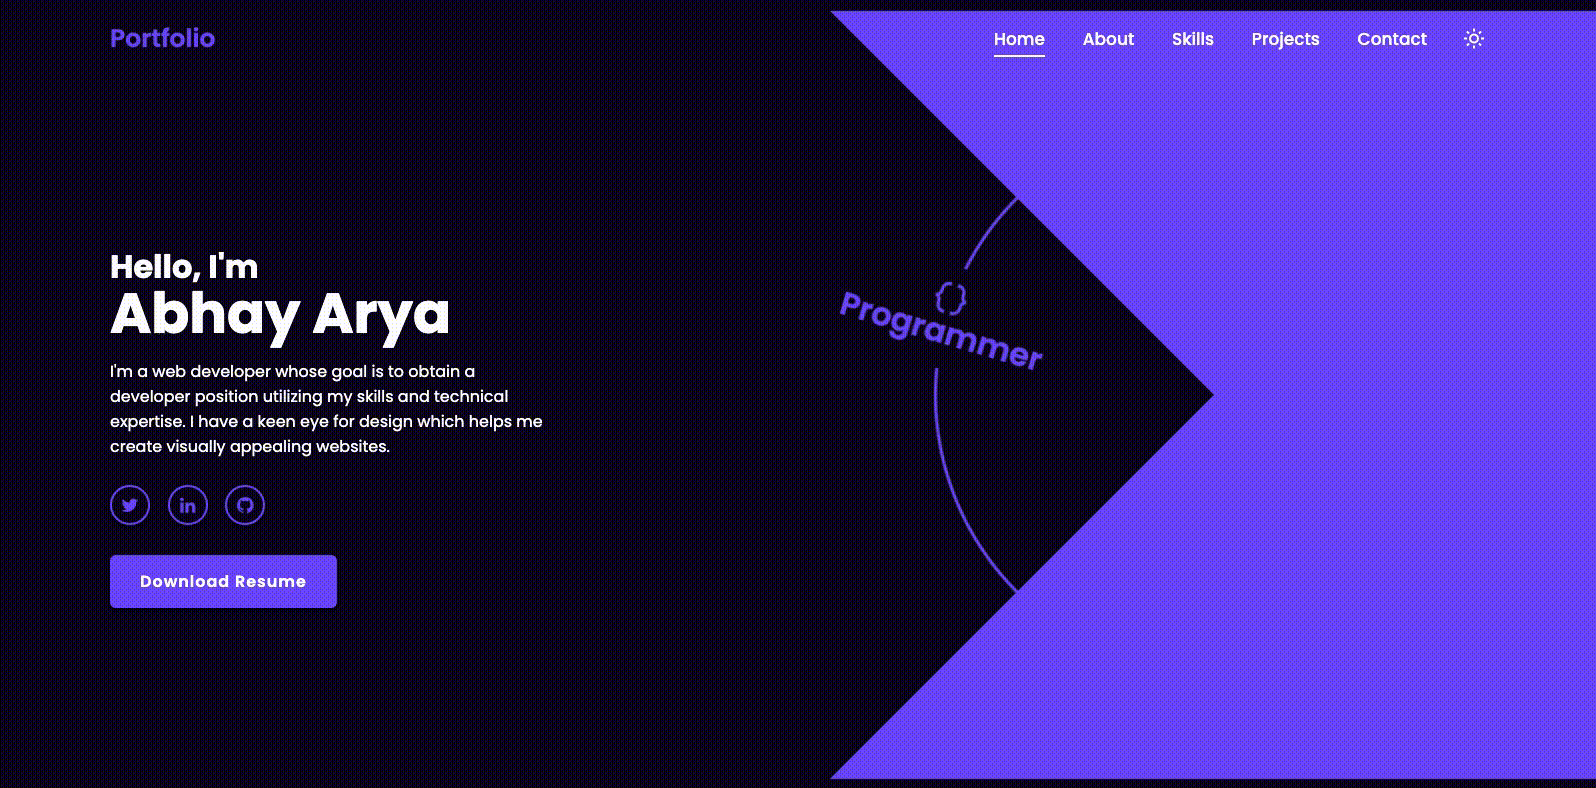 Portfolio
Home About Skills Projects Contact
Hello, I'm
Abhay Arya
I'm a web developer whose goal is to obtain a
developer position utilizing my skills and technical
expertise. I have a keen eye for design which helps me
create visually appealing websites.
in
Download Resume
{}
Programmer